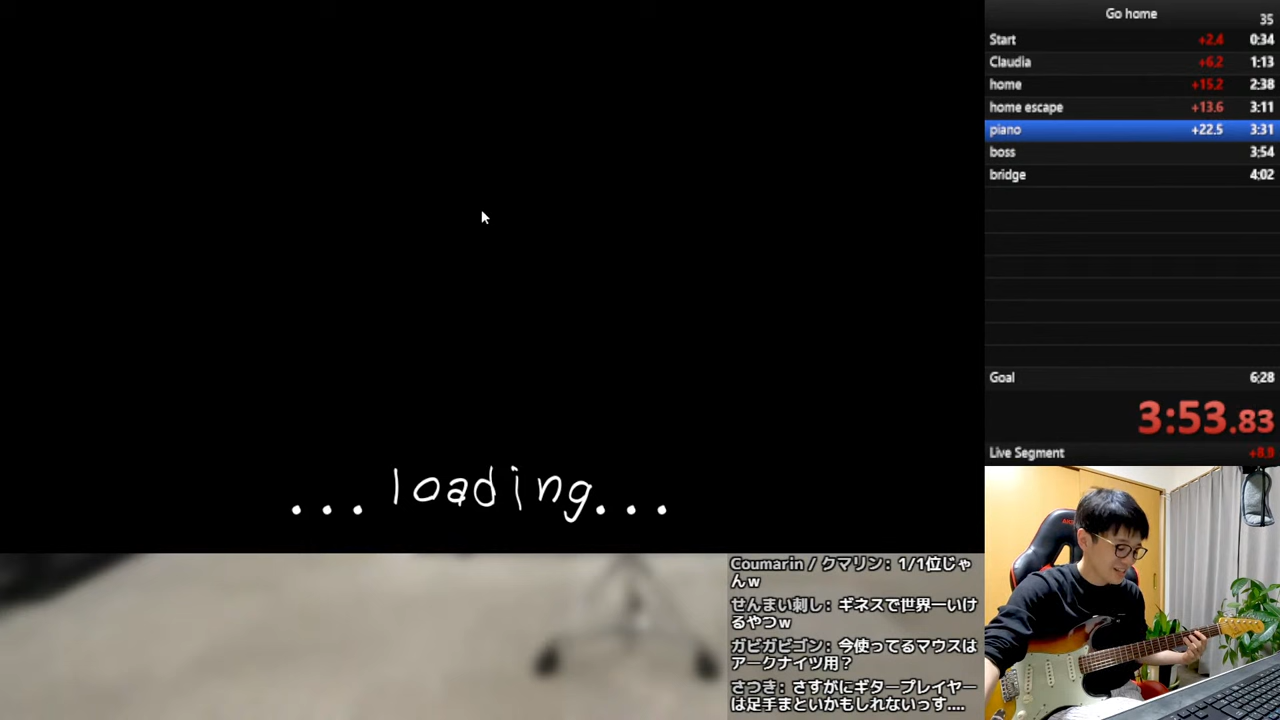 Go home
35
Start +2.4 0:34
Claudia +6.2 1:13
home +15.2 2:38
home escape +13.6 3:11
piano +22.5 3:31
boss 3:54
bridge 4:02
Goal 6:28
3:53.83
Live Segment +8.9
... loading...
Coumarin / クマリン: 1/1位じゃ
んw
せんまい刺し: ギネスで世界一いけ
るやつw
ガビガビゴン: 今使ってるマウスは
アークナイツ用?
さつき: さすがにギタープレイヤー
は足手まといかもしれないっす....